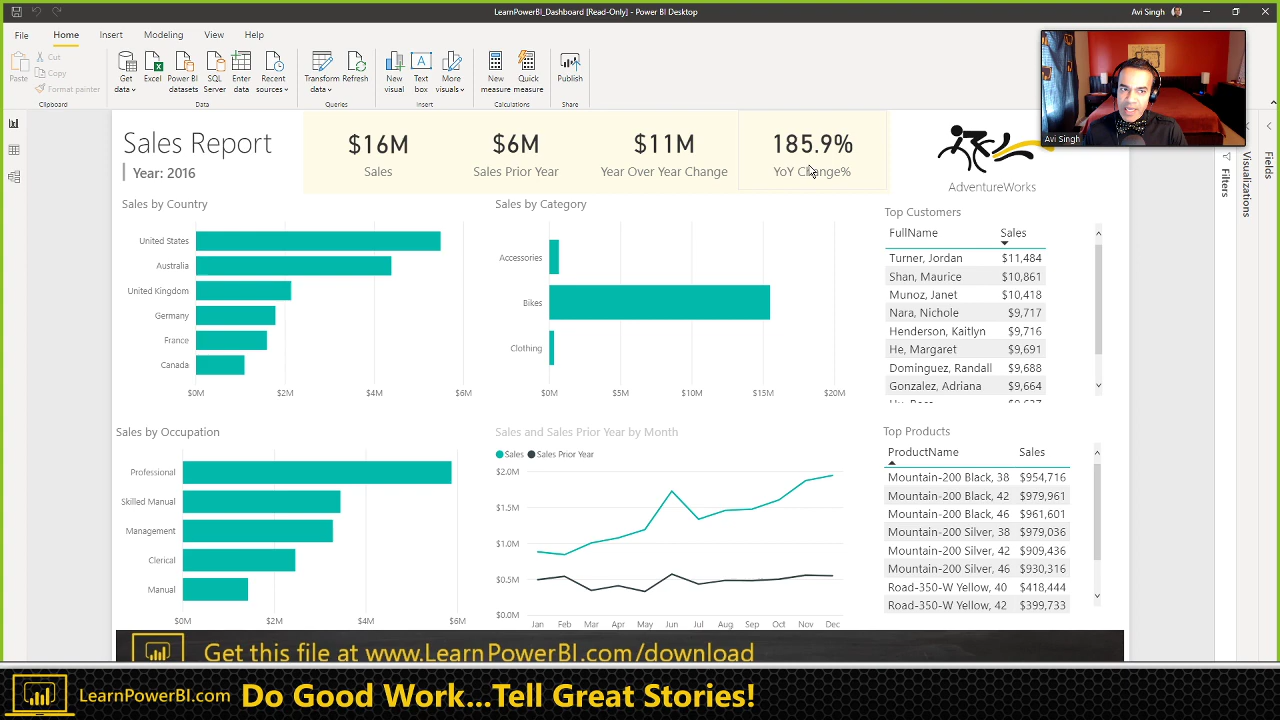 LearnPowerBI_Dashboard [Read-Only] - Power BI Desktop
Avi Singh
File Home Insert Modeling View Help
Paste
Cut
Copy
Format painter
Clipboard
Get data
Excel
Power BI datasets
SQL Server
Enter data
Recent sources
Data
Transform data
Refresh
Queries
New visual
Text box
More visuals
Insert
New measure
Quick measure
Calculations
Publish
Share
Avi Singh
Sales Report
Year: 2016
$16M
Sales
$6M
Sales Prior Year
$11M
Year Over Year Change
185.9%
YoY Change%
AdventureWorks
Filters
Visualizations
Fields
Sales by Country
United States
Australia
United Kingdom
Germany
France
Canada
$0M $2M $4M $6M
Sales by Category
Accessories
Bikes
Clothing
$0M $5M $10M $15M $20M
Top Customers
FullName Sales
Turner, Jordan $11,484
Shan, Maurice $10,861
Munoz, Janet $10,418
Nara, Nichole $9,717
Henderson, Kaitlyn $9,716
He, Margaret $9,691
Dominguez, Randall $9,688
Gonzalez, Adriana $9,664
Sales by Occupation
Professional
Skilled Manual
Management
Clerical
Manual
$0M $2M $4M $6M
Sales and Sales Prior Year by Month
Sales Sales Prior Year
$2.0M
$1.5M
$1.0M
$0.5M
$0.0M
Jan Feb Mar Apr May Jun Jul Aug Sep Oct Nov Dec
Top Products
ProductName Sales
Mountain-200 Black, 38 $954,716
Mountain-200 Black, 42 $979,961
Mountain-200 Black, 46 $961,601
Mountain-200 Silver, 38 $979,036
Mountain-200 Silver, 42 $909,436
Mountain-200 Silver, 46 $930,316
Road-350-W Yellow, 40 $418,444
Road-350-W Yellow, 42 $399,733
Get this file at www.LearnPowerBI.com/download
LearnPowerBI.com Do Good Work...Tell Great Stories!